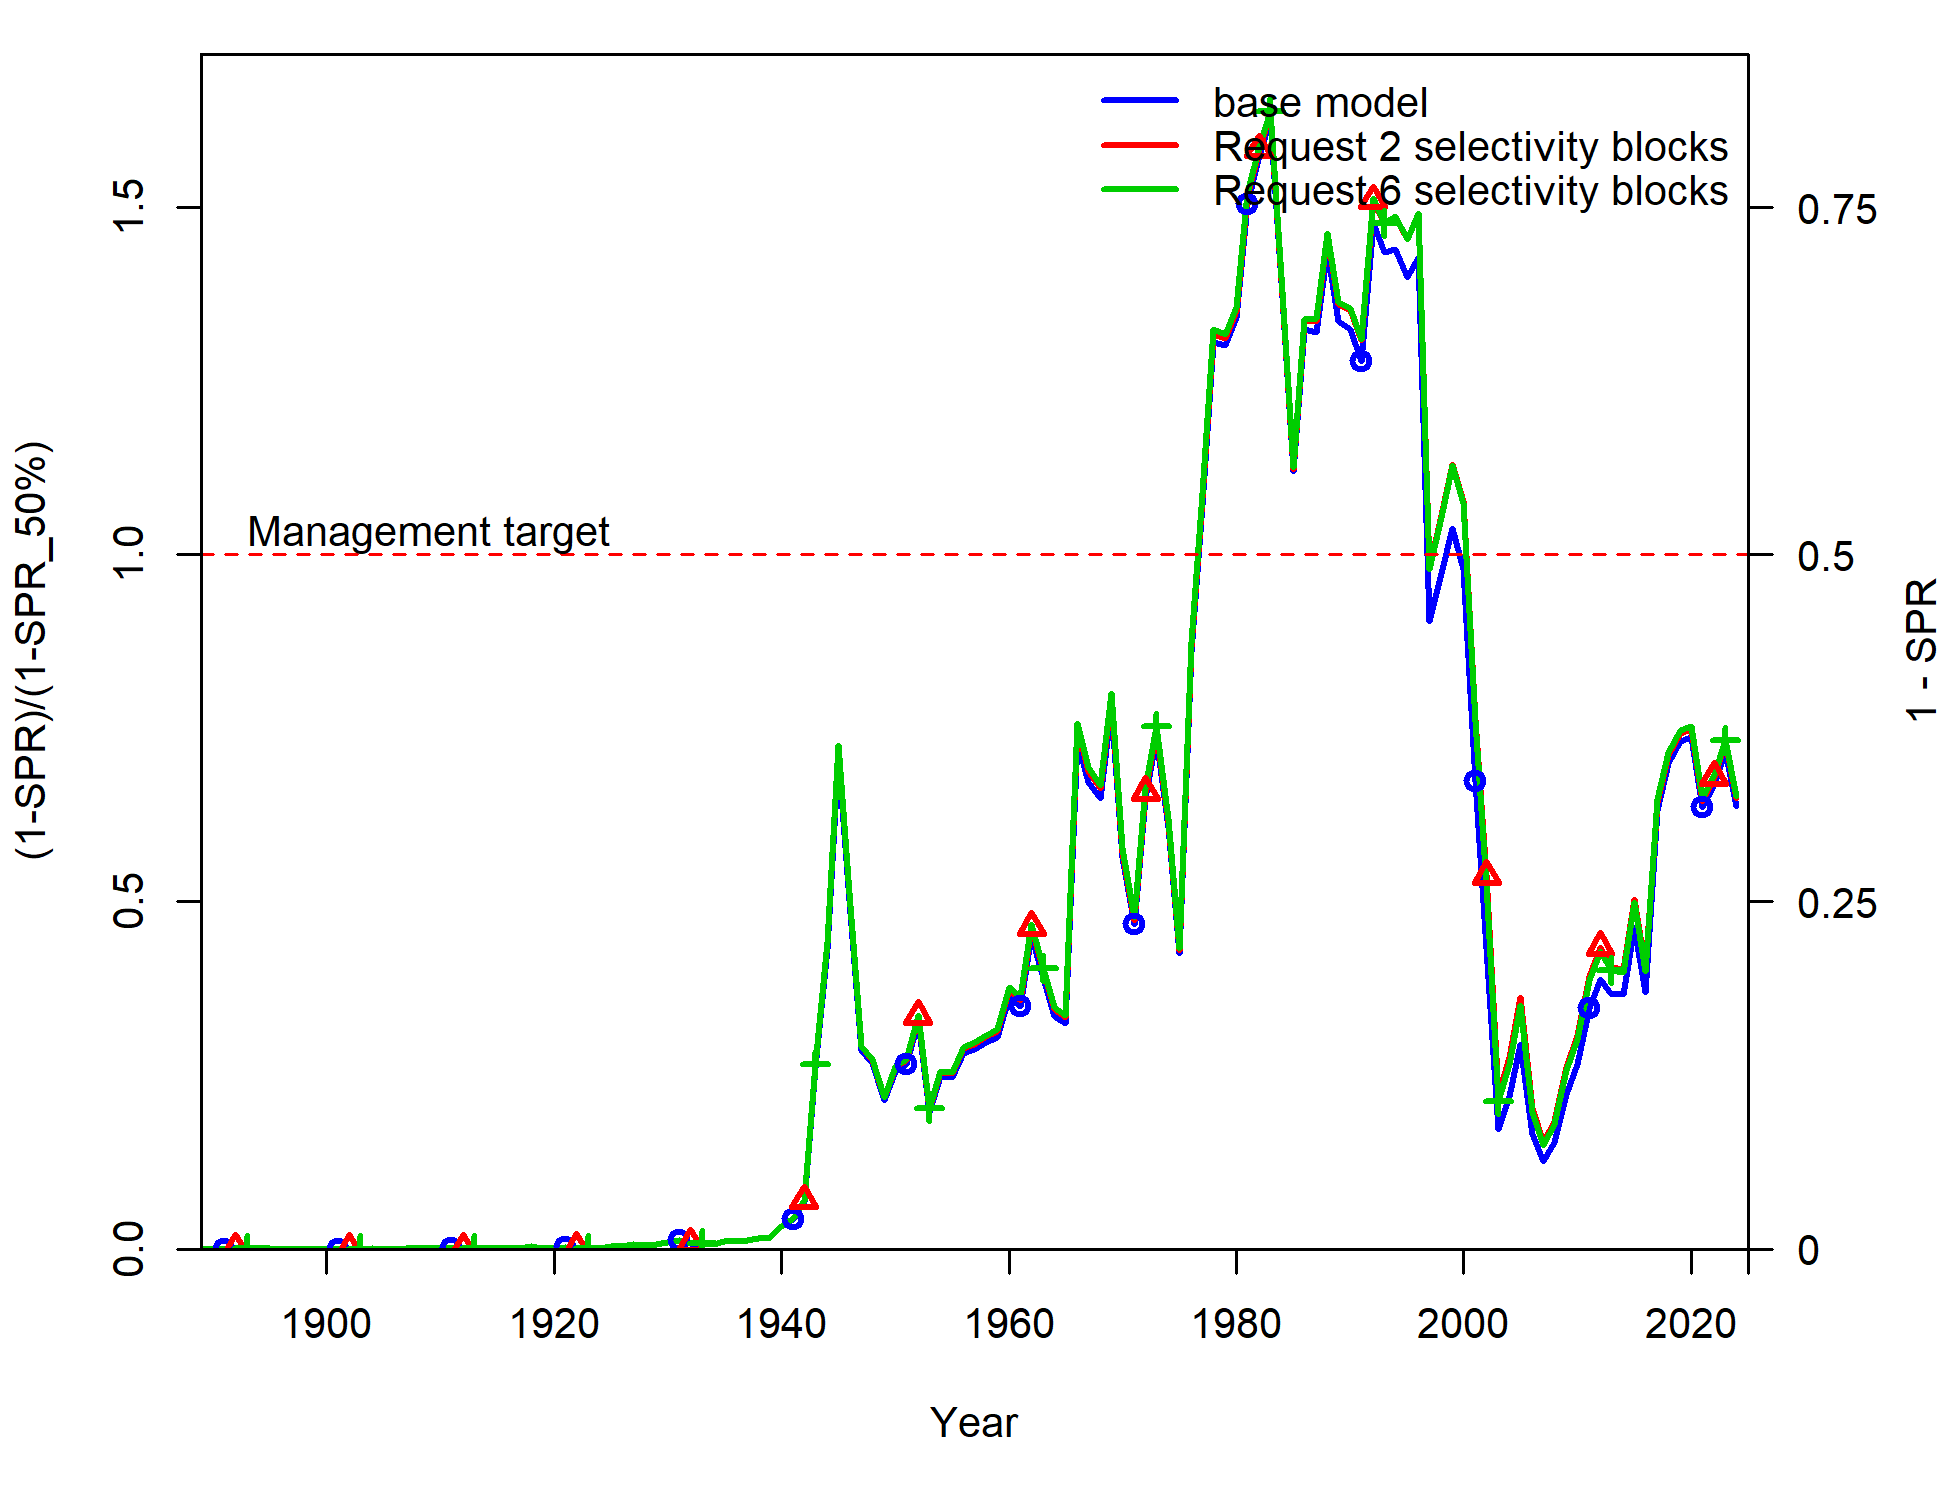 base model
Request 2 selectivity blocks
Request 6 selectivity blocks
Management target
(1-SPR)/(1-SPR_50%)
1.5
1.0
0.5
0.0
0.75
0.5
0.25
0
1 - SPR
1900 1920 1940 1960 1980 2000 2020
Year